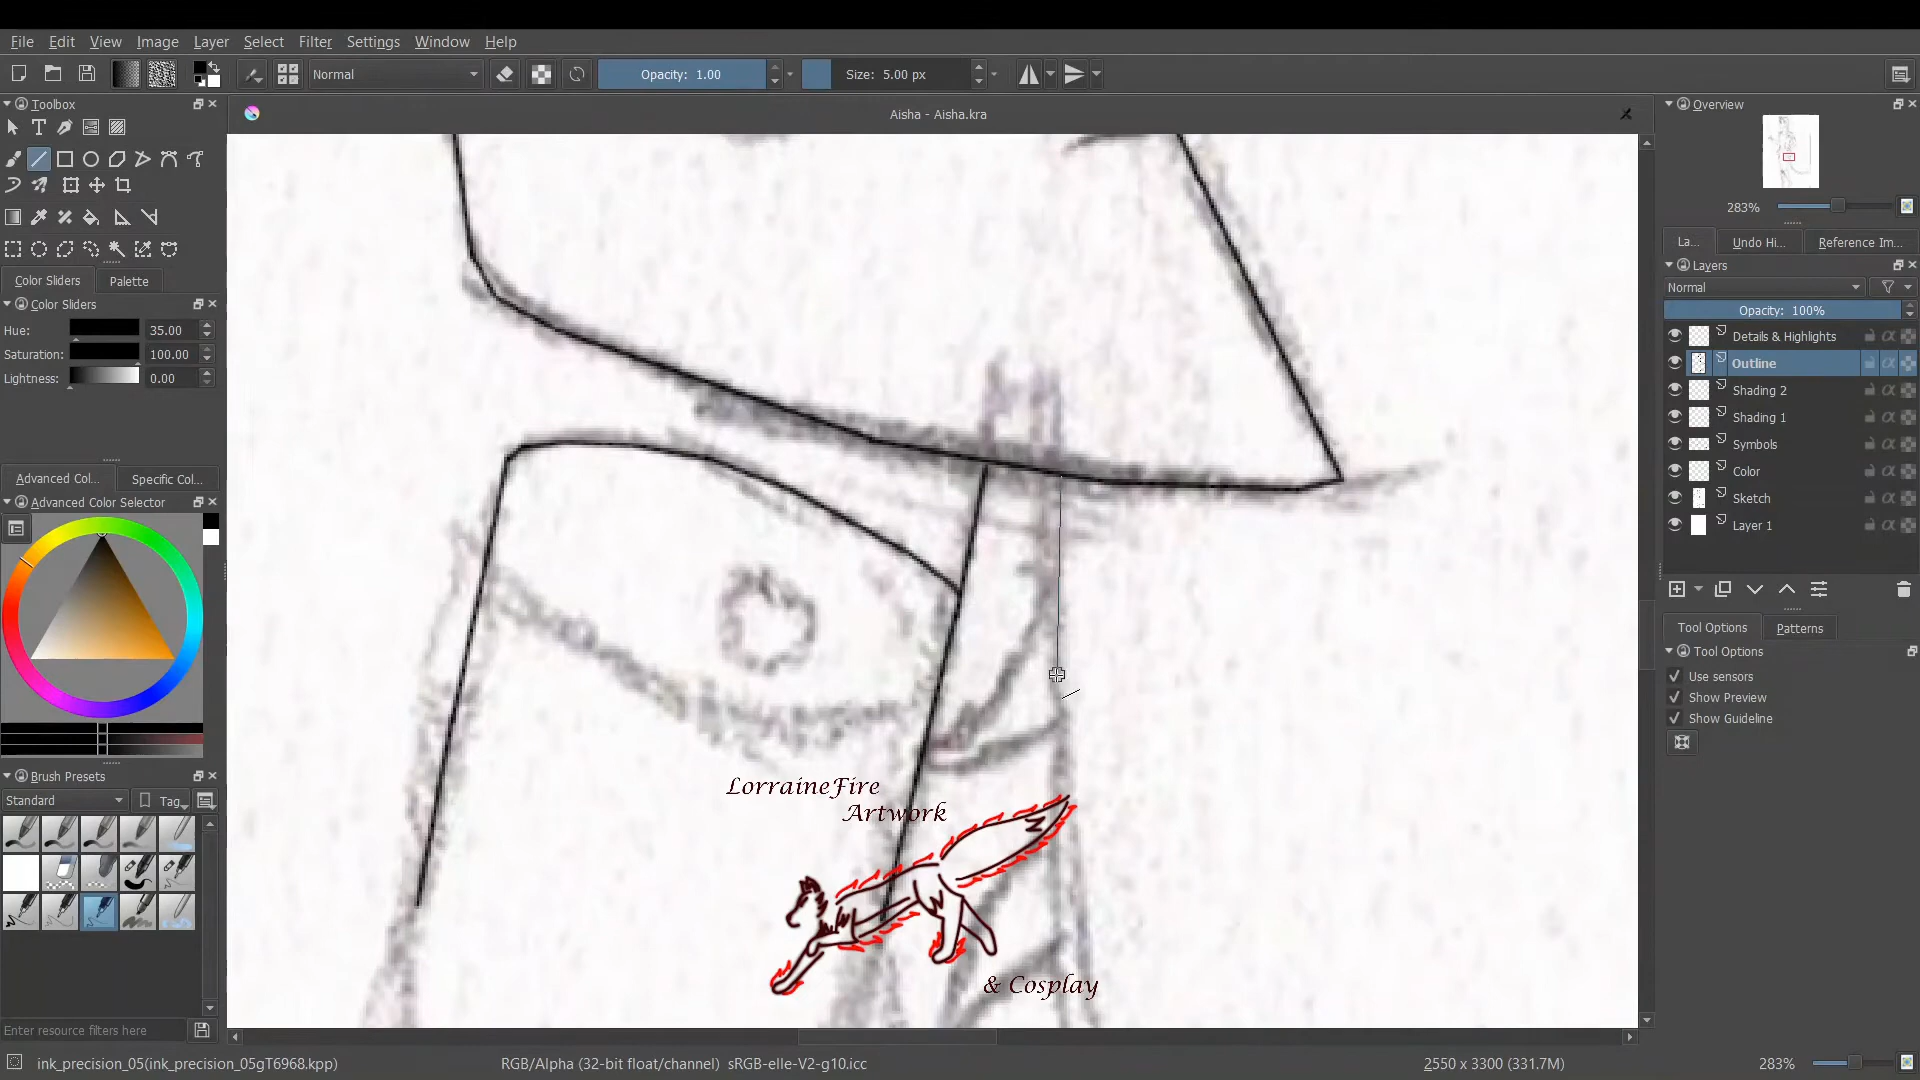 File Edit View Image Layer Select Filter Settings Window Help
Normal Opacity: 1.00 Size: 5.00 px
Toolbox
Aisha - Aisha.kra
Overview
283%
La... Undo Hi... Reference Im...
Layers
Normal
Opacity: 100%
Details & Highlights
Outline
Shading 2
Shading 1
Symbols
Color
Sketch
Layer 1
Tool Options Patterns
Tool Options
Use sensors
Show Preview
Show Guideline
Color Sliders Palette
Color Sliders
Hue: 35.00
Saturation: 100.00
Lightness: 0.00
Advanced Col... Specific Col...
Advanced Color Selector
Brush Presets
Standard Tag
Enter resource filters here
LorraineFire
Artwork
& Cosplay
ink_precision_05(ink_precision_05gT6968.kpp) RGB/Alpha (32-bit float/channel) sRGB-elle-V2-g10.icc 2550 x 3300 (331.7M) 283%